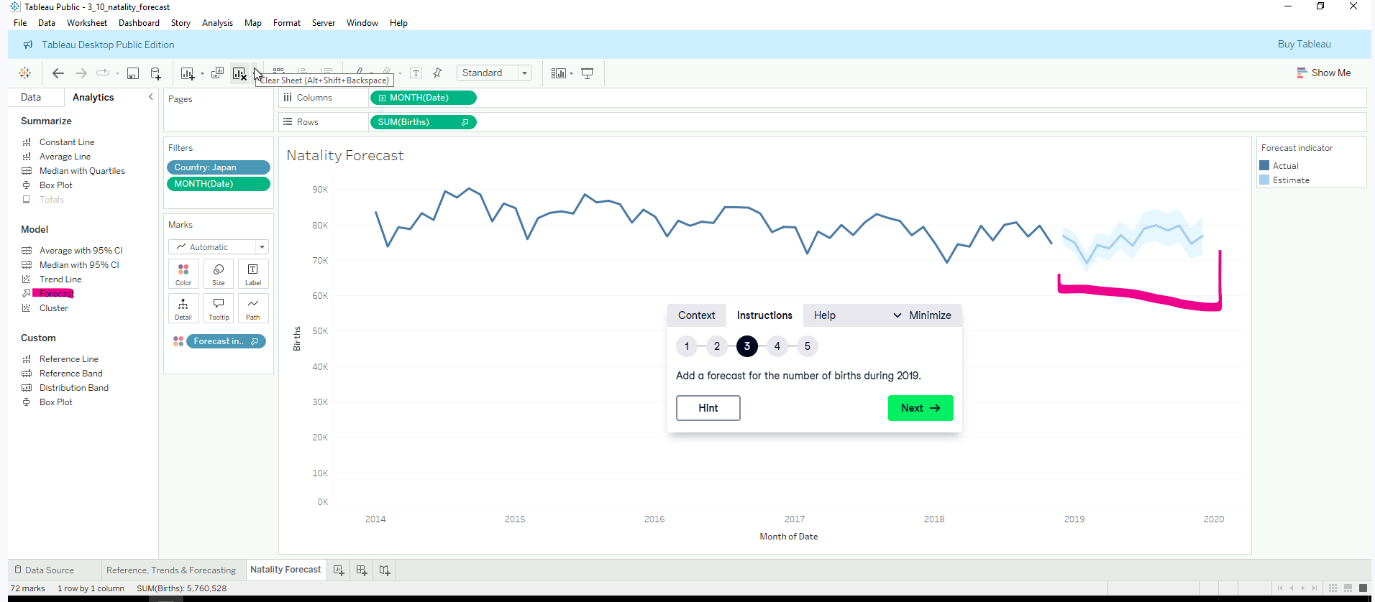 Tableau Public - 3_10_natality_forecast
File Data Worksheet Dashboard Story Analysis Map Format Server Window Help
Tableau Desktop Public Edition
Buy Tableau
Standard
Show Me
Clear Sheet (Alt+Shift+Backspace)
Data Analytics
Summarize
Constant Line
Average Line
Median with Quartiles
Box Plot
Totals
Model
Average with 95% CI
Median with 95% CI
Trend Line
Forecast
Cluster
Custom
Reference Line
Reference Band
Distribution Band
Box Plot
Pages
Filters
Country: Japan
MONTH(Date)
Marks
Automatic
Color Size Label
Detail Tooltip Path
Forecast in..
Columns MONTH(Date)
Rows SUM(Births)
Natality Forecast
90K
80K
70K
60K
50K
40K
30K
20K
10K
0K
Births
2014 2015 2016 2017 2018 2019 2020
Month of Date
Context Instructions Help Minimize
1 2 3 4 5
Add a forecast for the number of births during 2019.
Hint Next
Forecast indicator
Actual
Estimate
Data Source Reference, Trends & Forecasting Natality Forecast
72 marks 1 row by 1 column SUM(Births): 5,760,528